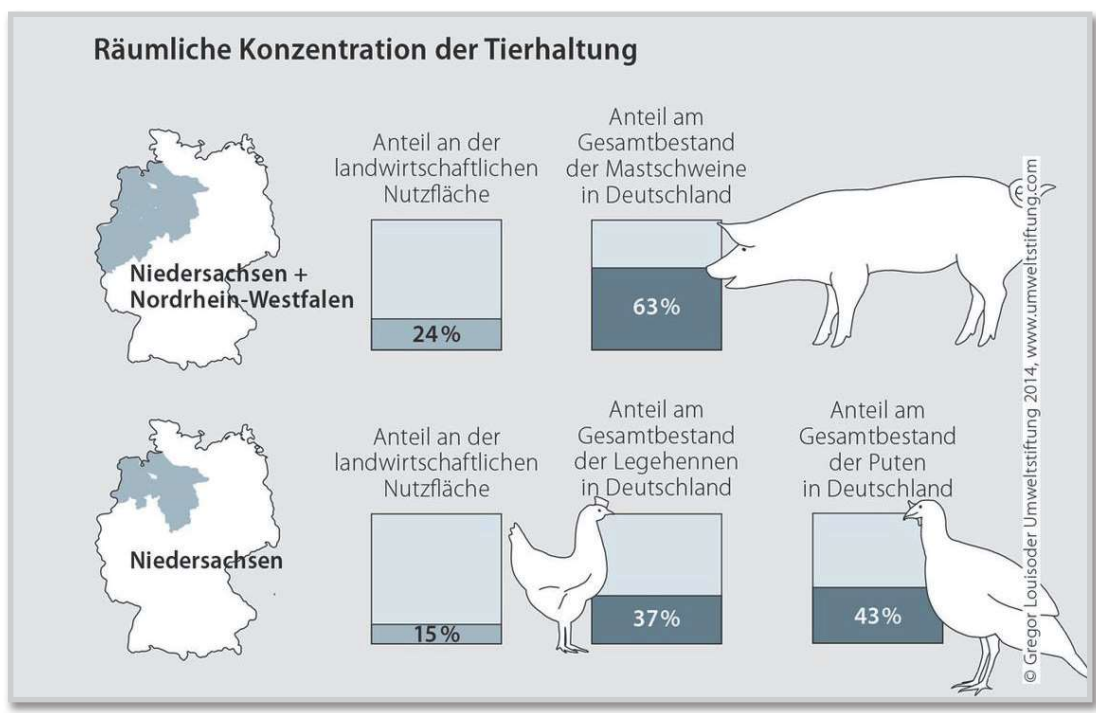 Räumliche Konzentration der Tierhaltung
Niedersachsen +
Nordrhein-Westfalen
Anteil an der
landwirtschaftlichen
Nutzfläche
24%
Anteil am
Gesamtbestand
der Mastschweine
in Deutschland
63%
Niedersachsen
Anteil an der
landwirtschaftlichen
Nutzfläche
15%
Anteil am
Gesamtbestand
der Legehennen
in Deutschland
37%
Anteil am
Gesamtbestand
der Puten
in Deutschland
43%
© Gregor Louisoder Umweltstiftung 2014, www.umweltstiftung.com